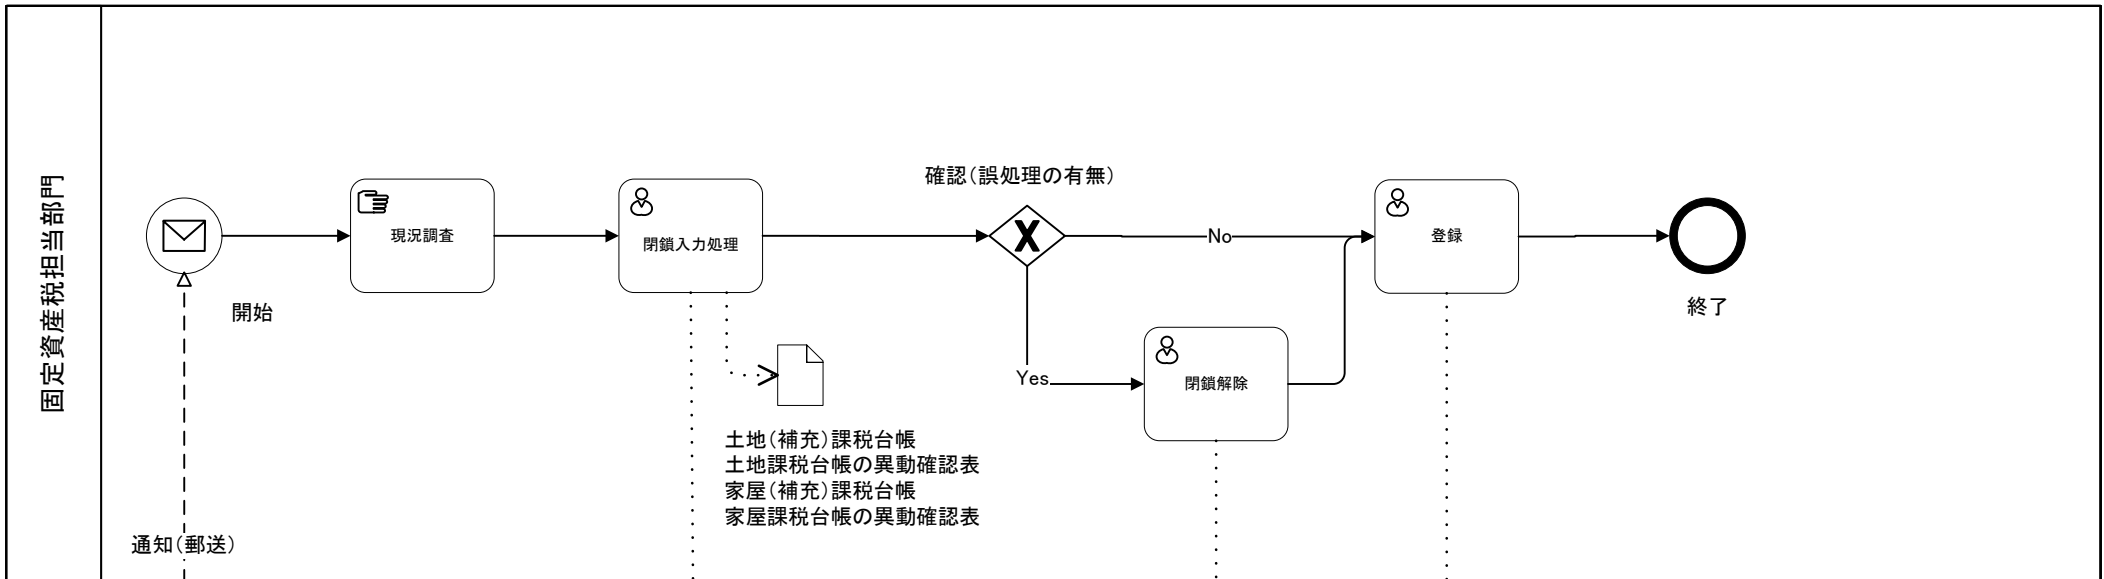 固定資産税担当部門
確認(誤処理の有無)
現況調査
閉鎖入力処理
No
登録
開始
終了
Yes
閉鎖解除
土地(補充)課税台帳
土地課税台帳の異動確認表
家屋(補充)課税台帳
家屋課税台帳の異動確認表
通知(郵送)